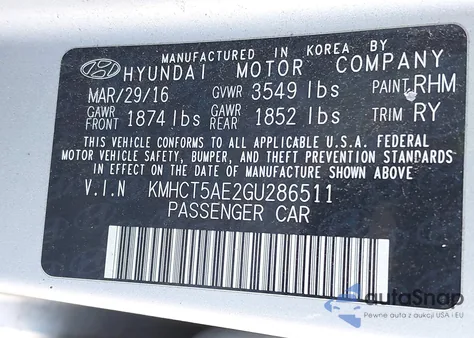 MANUFACTURED IN KOREA BY
HYUNDAI MOTOR COMPANY
MAR/29/16 GVWR 3549 lbs PAINT RHM
GAWR FRONT 1874 lbs GAWR REAR 1852 lbs TRIM RY
THIS VEHICLE CONFORMS TO ALL APPLICABLE U.S.A. FEDERAL
MOTOR VEHICLE SAFETY, BUMPER, AND THEFT PREVENTION STANDARDS
IN EFFECT ON THE DATE OF MANUFACTURE SHOWN ABOVE
V.I.N KMHCT5AE2GU286511
PASSENGER CAR
autoSnap
Pewne auta z aukcji USA i EU